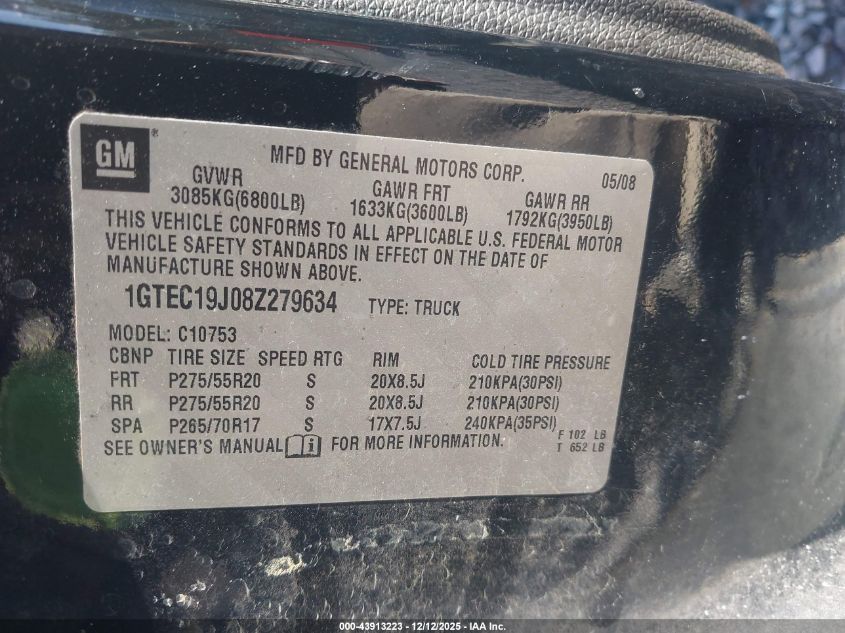 GM ®
MFD BY GENERAL MOTORS CORP. 05/08
GVWR GAWR FRT GAWR RR
3085KG(6800LB) 1633KG(3600LB) 1792KG(3950LB)
THIS VEHICLE CONFORMS TO ALL APPLICABLE U.S. FEDERAL MOTOR
VEHICLE SAFETY STANDARDS IN EFFECT ON THE DATE OF
MANUFACTURE SHOWN ABOVE.
1GTEC19J08Z279634 TYPE: TRUCK
MODEL: C10753
CBNP TIRE SIZE SPEED RTG RIM COLD TIRE PRESSURE
FRT P275/55R20 S 20X8.5J 210KPA(30PSI)
RR P275/55R20 S 20X8.5J 210KPA(30PSI)
SPA P265/70R17 S 17X7.5J 240KPA(35PSI)
SEE OWNER'S MANUAL i FOR MORE INFORMATION.
F 102 LB
T 652 LB
000-43913223 - 12/12/2025 - IAA Inc.